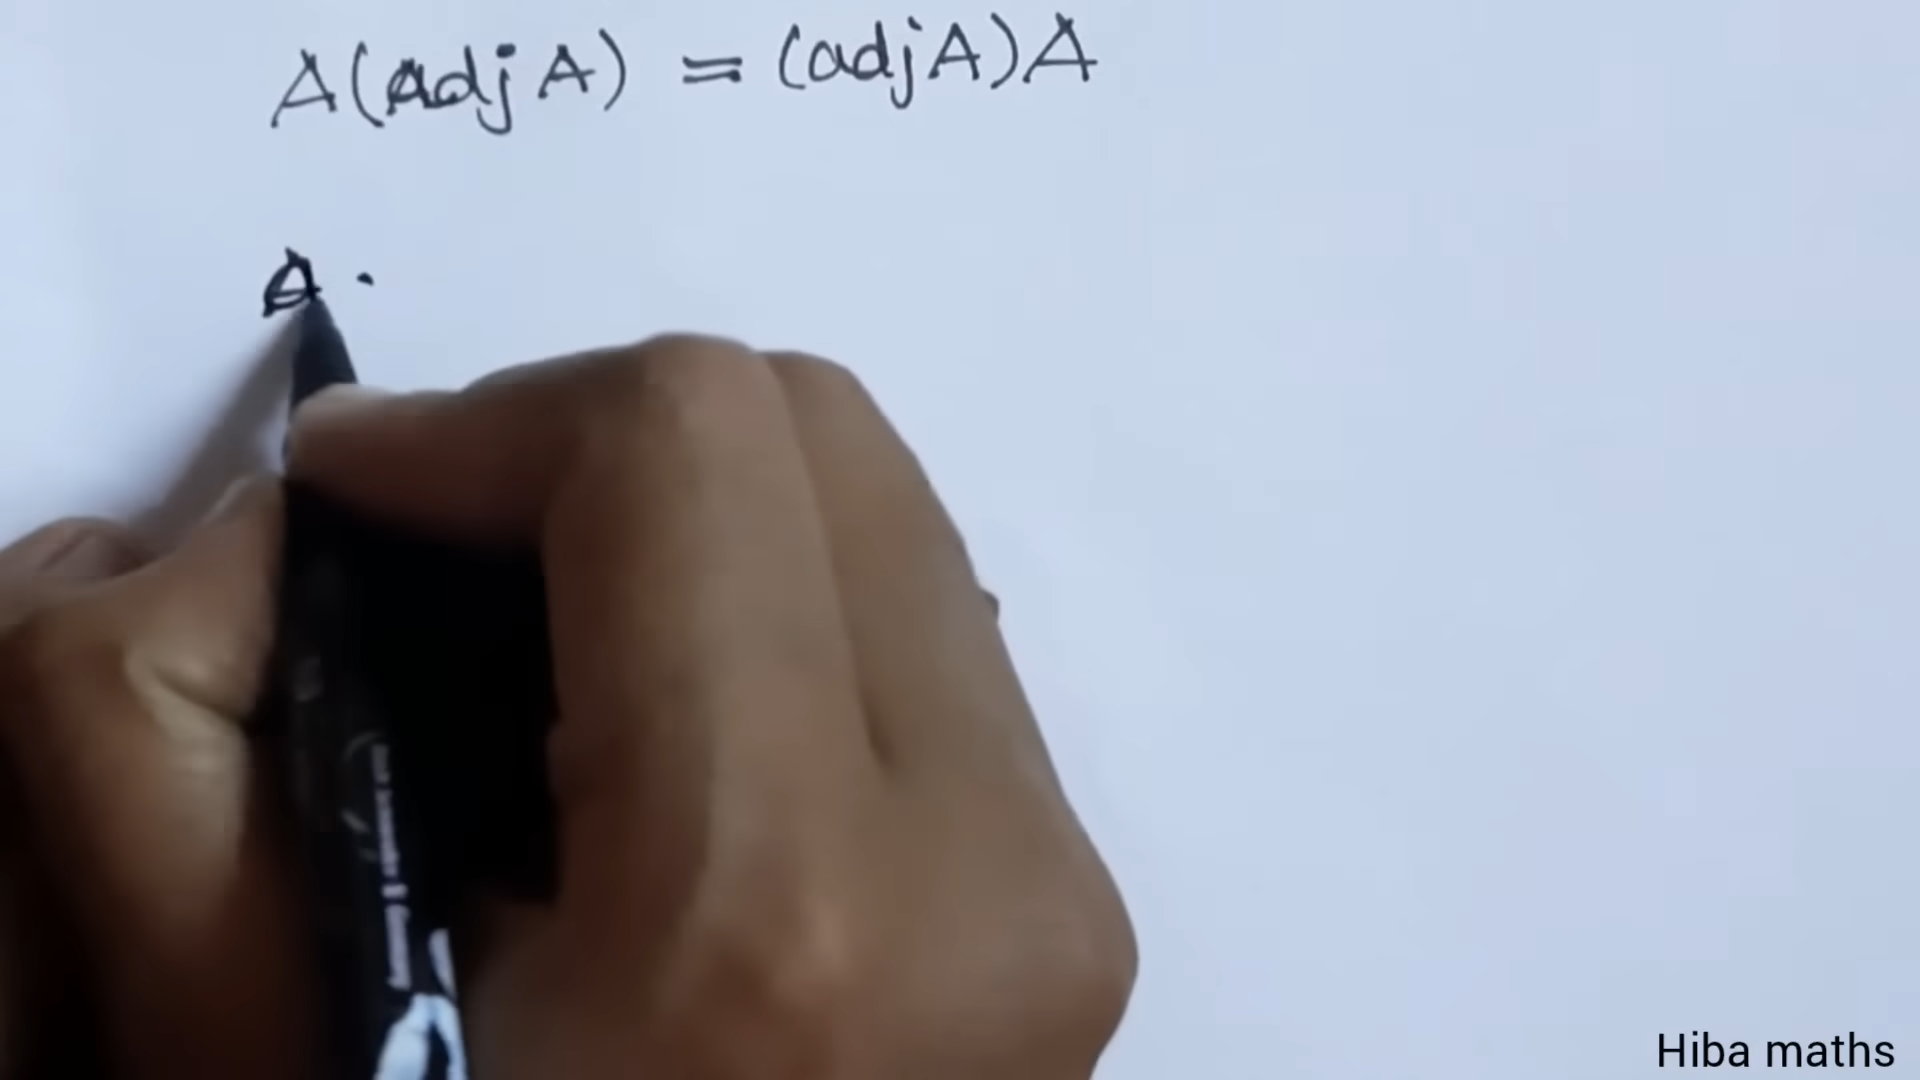 A(adj A) = (adj A)A
A .
Hiba maths